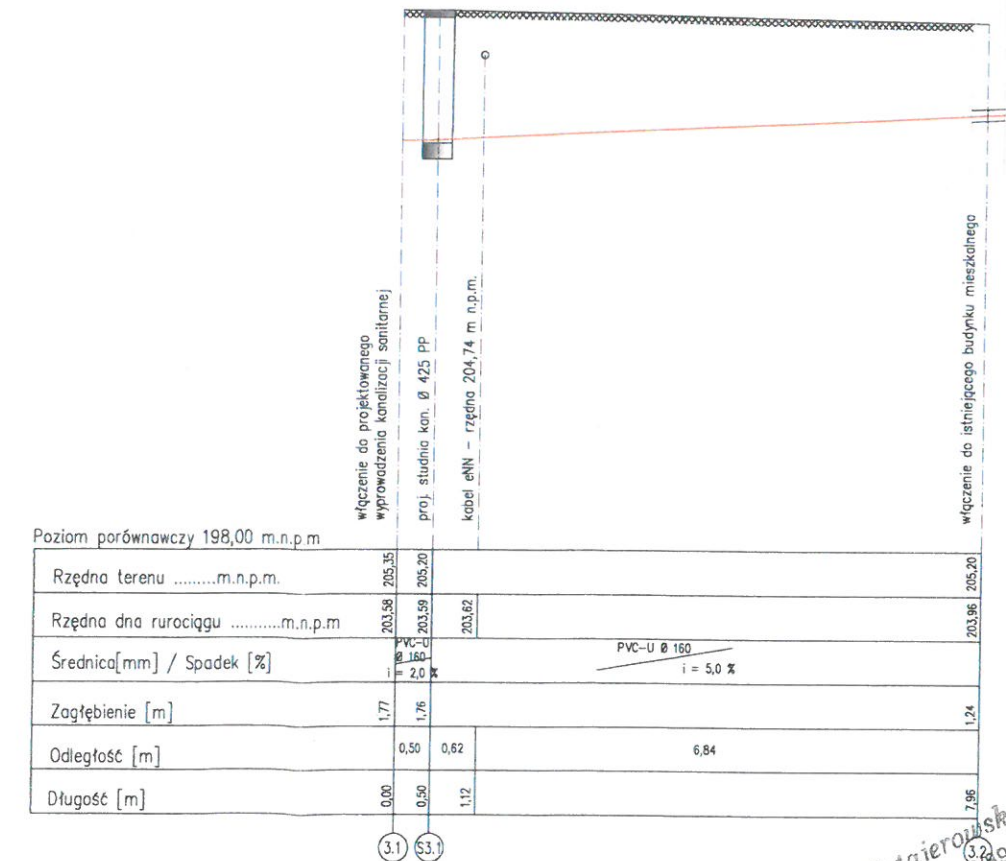 włączenie do projektowanego
wyprowadzenia kanalizacji sanitarnej
proj. studnia kan. Ø 425 PP
kabel eNN – rzędna 204,74 m n.p.m.
włączenie do istniejącego budynku mieszkalnego
Poziom porównawczy 198,00 m.n.p.m
Rzędna terenu .........m.n.p.m. 205,35 205,20 205,20
Rzędna dna rurociągu ..........m.n.p.m 203,58 203,59 203,62 203,96
Średnica[mm] / Spadek [%] PVC-U Ø 160 i = 2,0 % PVC-U Ø 160 i = 5,0 %
Zagłębienie [m] 1,77 1,76 1,24
Odległość [m] 0,50 0,62 6,84
Długość [m] 0,00 0,50 1,12 7,96
3.1 S3.1 3.2